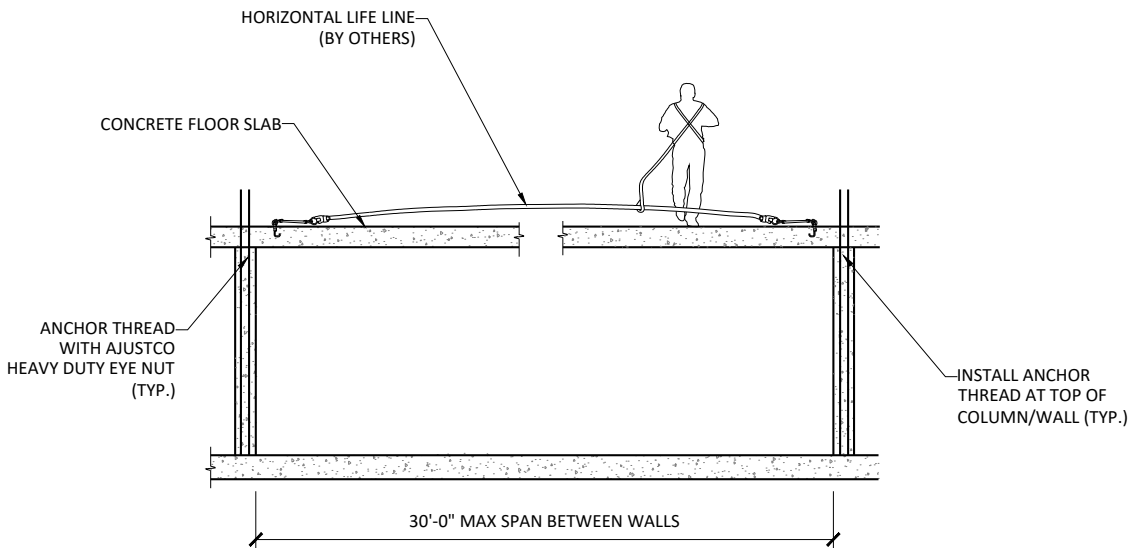 HORIZONTAL LIFE LINE
(BY OTHERS)
CONCRETE FLOOR SLAB
ANCHOR THREAD
WITH AJUSTCO
HEAVY DUTY EYE NUT
(TYP.)
INSTALL ANCHOR
THREAD AT TOP OF
COLUMN/WALL (TYP.)
30'-0" MAX SPAN BETWEEN WALLS